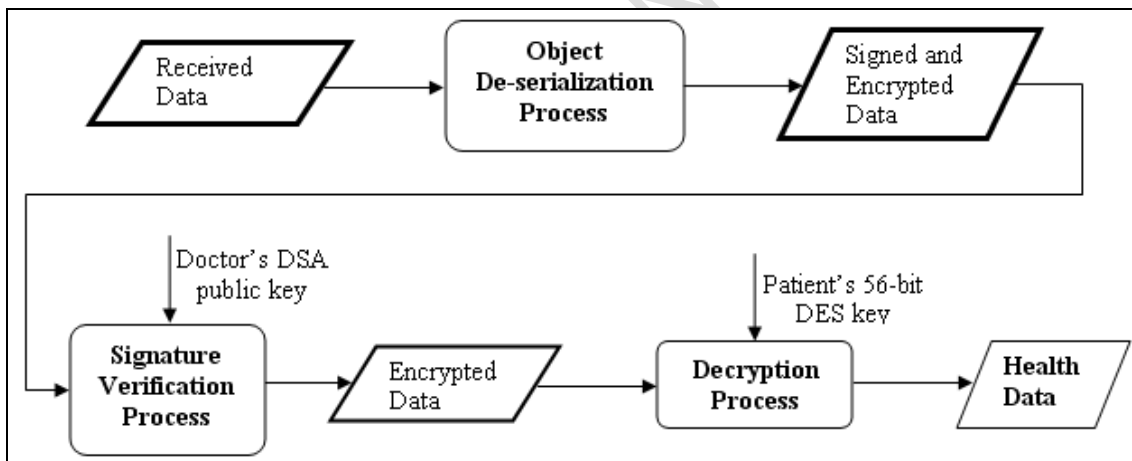 Received
Data
Object
De-serialization
Process
Signed and
Encrypted
Data
Doctor's DSA
public key
Signature
Verification
Process
Encrypted
Data
Patient's 56-bit
DES key
Decryption
Process
Health
Data